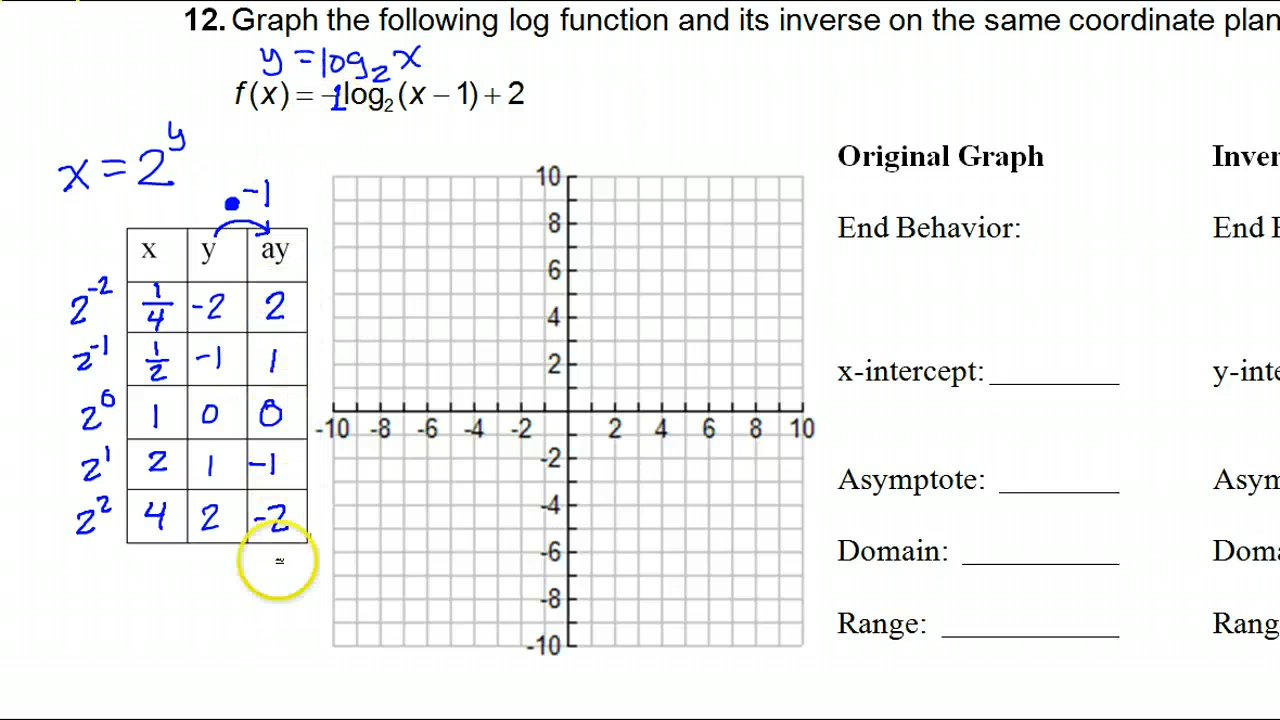 12. Graph the following log function and its inverse on the same coordinate plan
y = log₂ x
f(x) = -1log₂(x – 1) + 2
x = 2^y
• -1
x y ay
2^-2 1/4 -2 2
2^-1 1/2 -1 1
2^0 1 0 0
2^1 2 1 -1
2^2 4 2 -2
10
8
6
4
2
-10 -8 -6 -4 -2 2 4 6 8 10
-2
-4
-6
-8
-10
Original Graph Inver
End Behavior: End
x-intercept: y-inte
Asymptote: Asym
Domain: Doma
Range: Rang